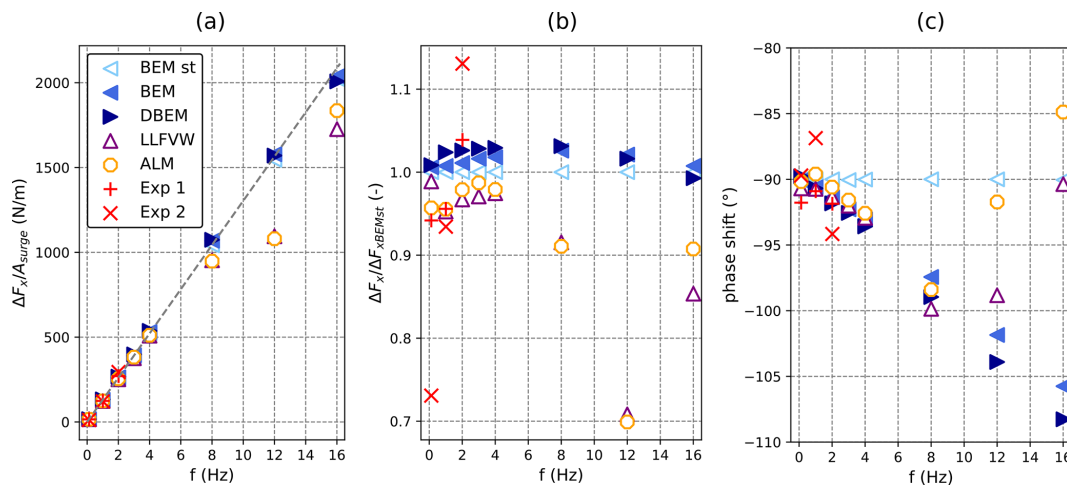 (a)
2000
1500
1000
500
0
ΔFₓ/A_surge (N/m)
BEM st
BEM
DBEM
LLFVW
ALM
Exp 1
Exp 2
0 2 4 6 8 10 12 14 16
f (Hz)
(b)
1.1
1.0
0.9
0.8
0.7
ΔFₓ/ΔFₓBEMst (-)
0 2 4 6 8 10 12 14 16
f (Hz)
(c)
−80
−85
−90
−95
−100
−105
−110
phase shift (°)
0 2 4 6 8 10 12 14 16
f (Hz)